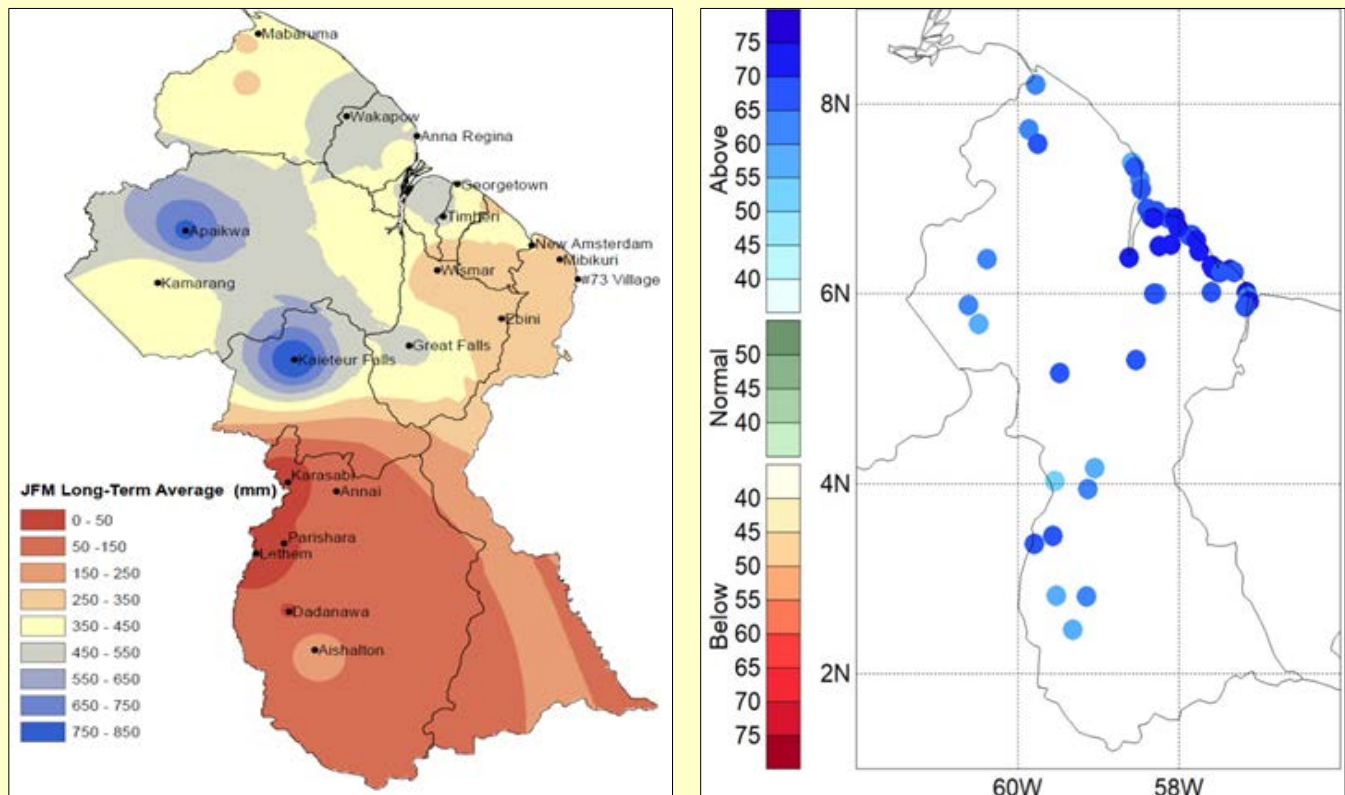 Mabaruma
Wakapow
Anna Regina
Georgetown
Timheri
Apaikwa
New Amsterdam
Mibikuri
Wismar
#73 Village
Kamarang
Ebini
Great Falls
Kaieteur Falls
Karasabi
Annai
Parishara
Lethem
Dadanawa
Aishalton
JFM Long-Term Average (mm)
0 - 50
50 -150
150 - 250
250 - 350
350 - 450
450 - 550
550 - 650
650 - 750
750 - 850
Above
75
70
65
60
55
50
45
40
Normal
50
45
40
Below
40
45
50
55
60
65
70
75
8N
6N
4N
2N
60W
58W